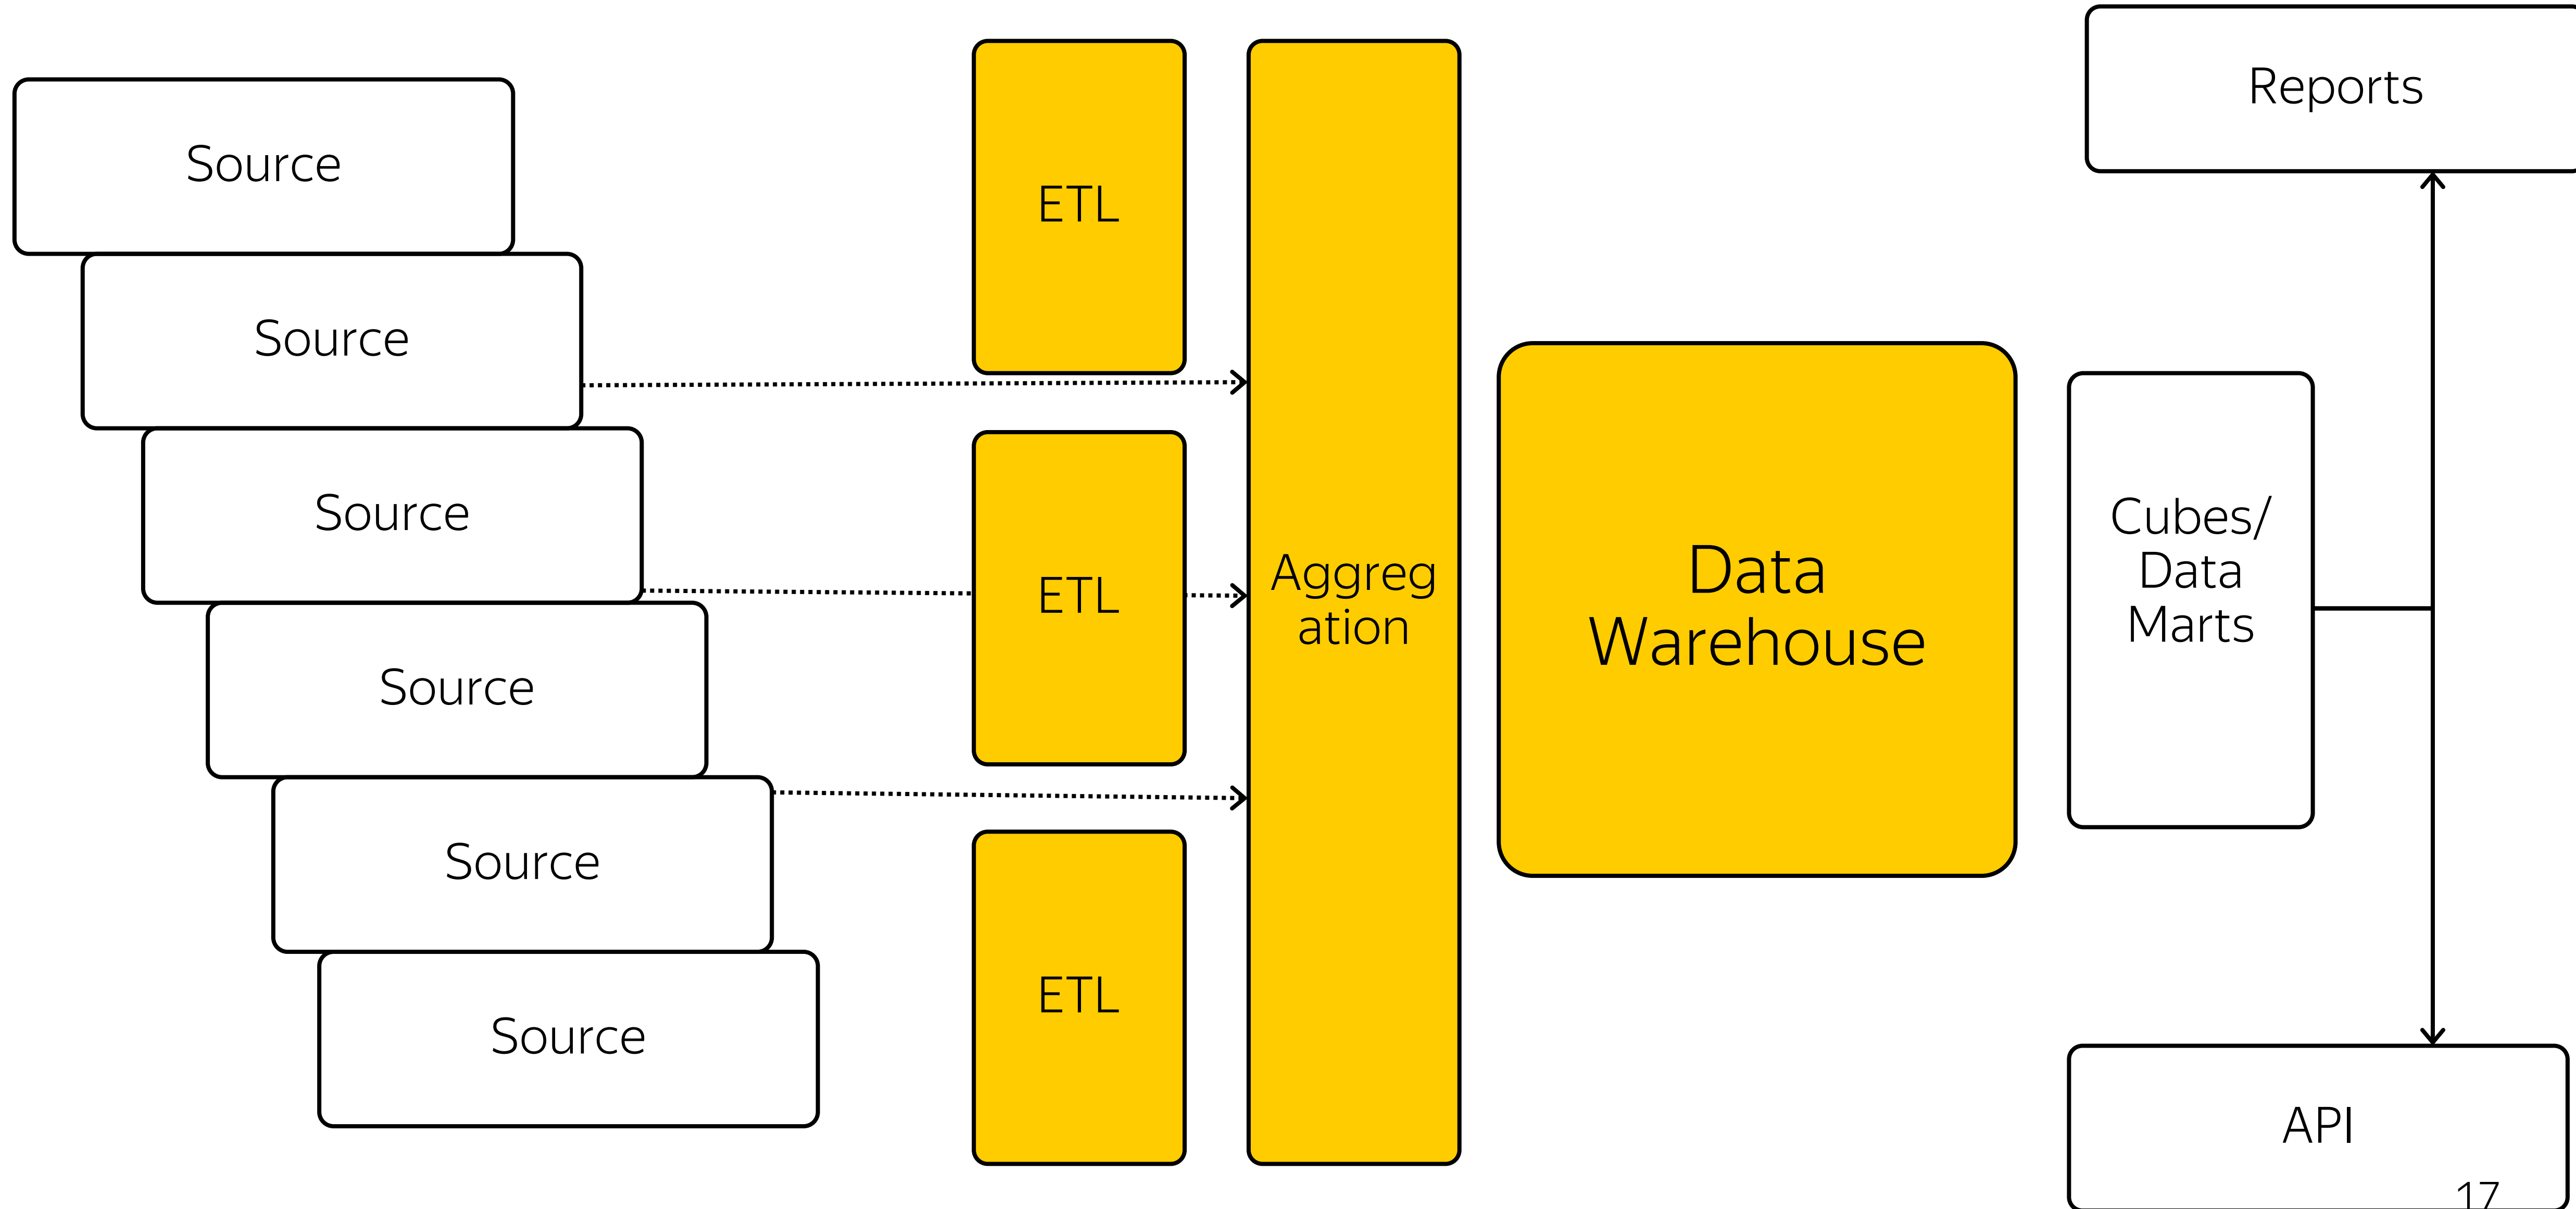 Source
Source
Source
Source
Source
Source
ETL
ETL
ETL
Aggreg
ation
Data
Warehouse
Cubes/
Data
Marts
Reports
API
17